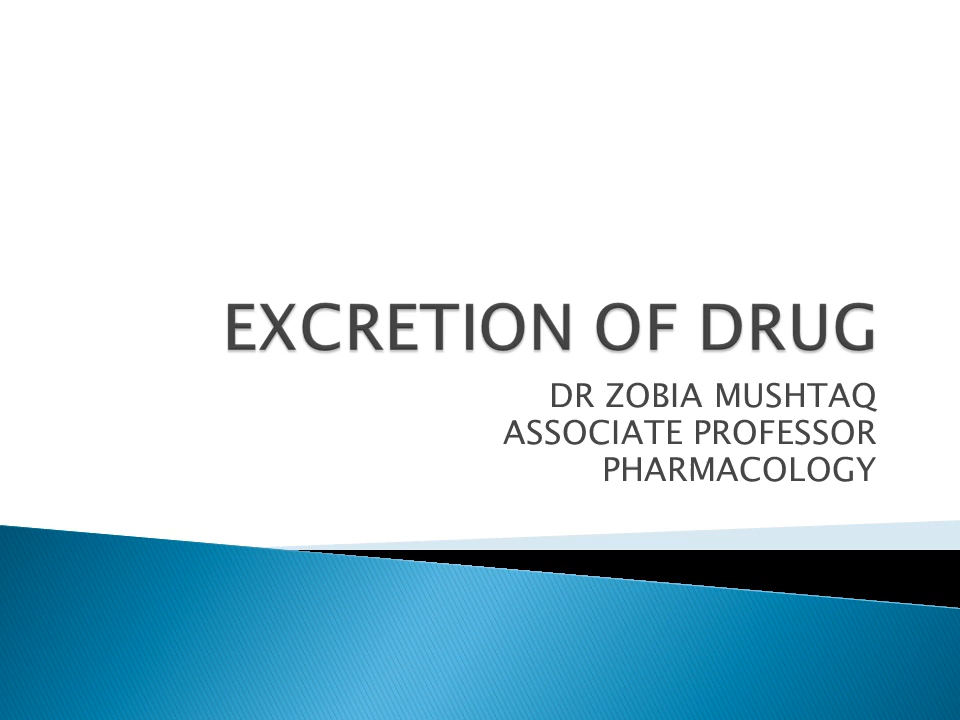 EXCRETION OF DRUG
DR ZOBIA MUSHTAQ
ASSOCIATE PROFESSOR
PHARMACOLOGY